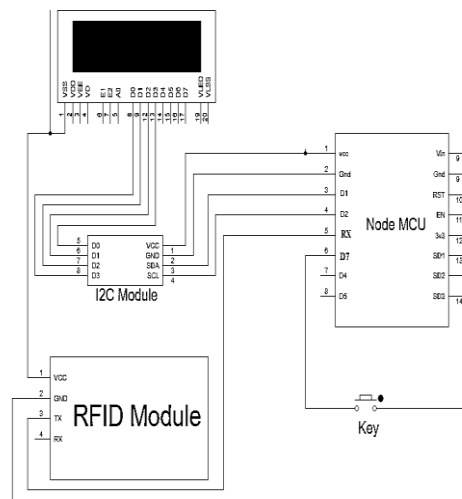 VSS VDD VEE VO E1 E2 A0 D0 D1 D2 D3 D4 D5 D6 D7 VLED VLSS
1 2 3 4 6 7 5 8 9 12 13 14 15 16 17 19 20
5 D0 VCC 1
6 D1 GND 2
7 D2 SDA 3
8 D3 SCL 4
I2C Module
1 vcc Vin 9
2 Gnd Gnd 9
3 D1 RST 10
4 D2 EN 11
Node MCU
5 RX 3v3 12
6 D7 SD1 13
7 D4 SD2
8 D5 SD3 14
Key
1 VCC
2 GND
3 TX
4 RX
RFID Module